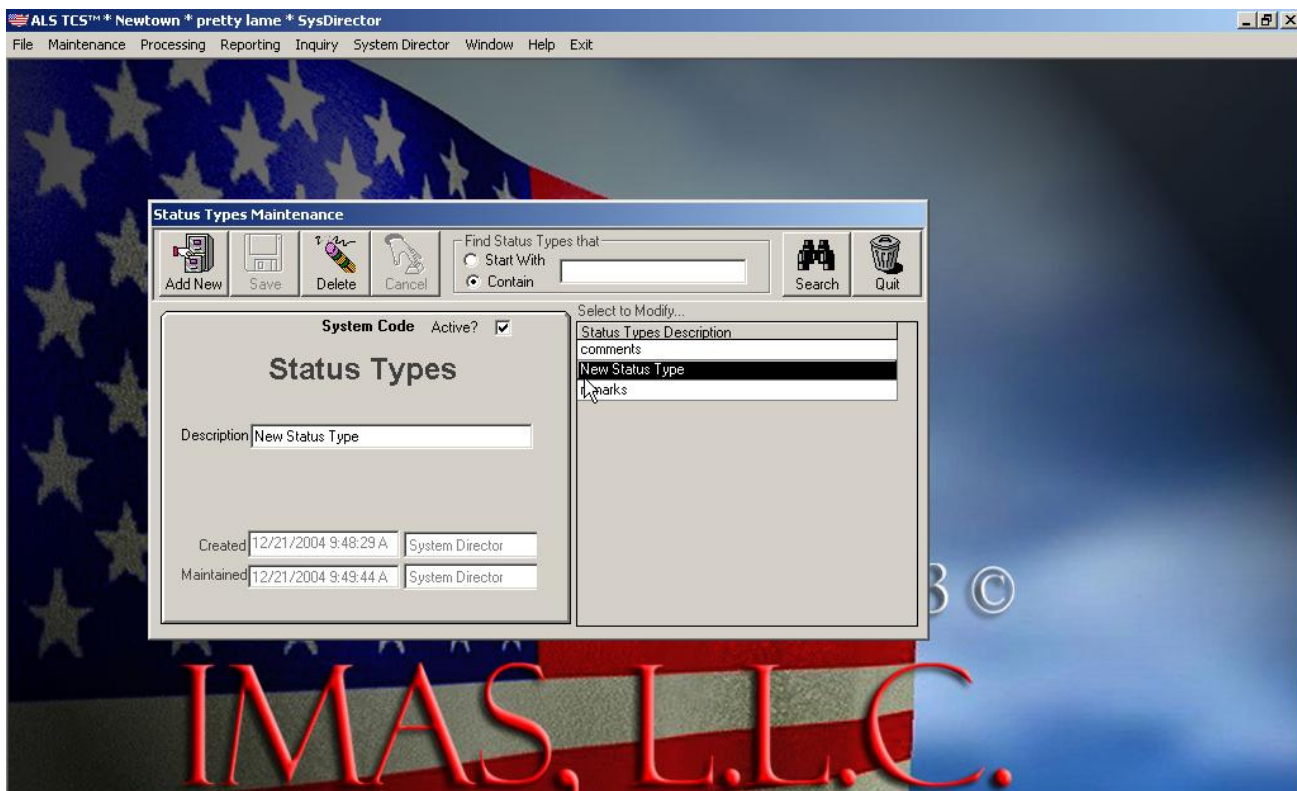 ALS TCS™ * Newtown * pretty lame * SysDirector
File Maintenance Processing Reporting Inquiry System Director Window Help Exit
Status Types Maintenance
Add New Save Delete Cancel
Find Status Types that
Start With
Contain
Search Quit
System Code Active?
Status Types
Description New Status Type
Created 12/21/2004 9:48:29 A System Director
Maintained 12/21/2004 9:49:44 A System Director
Select to Modify...
Status Types Description
comments
New Status Type
3 ©
IMAS, L.L.C.